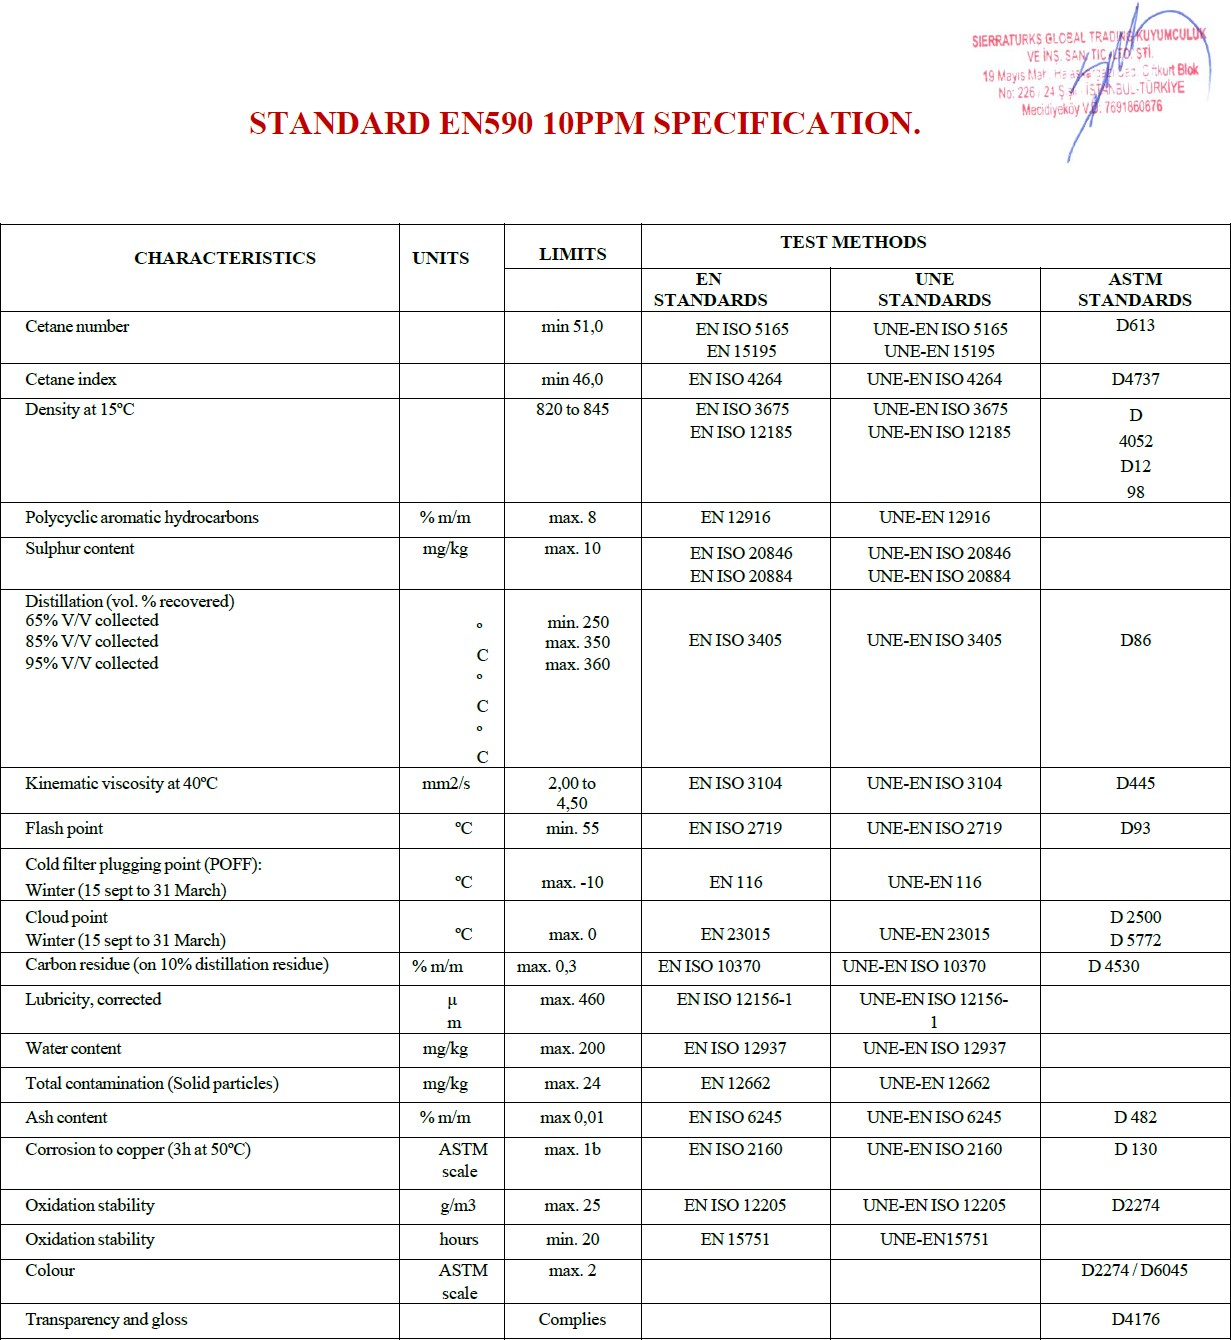 SIERRATURKS GLOBAL TRADING KUYUMCULUK
VE İNŞ. SAN. TİC. LTD. ŞTİ.
19 Mayıs Mah. Cad. Çiftkurt Blok
No: 226 / 24 Şişli - İSTANBUL-TÜRKİYE
Mecidiyeköy V.D. 7691860876
STANDARD EN590 10PPM SPECIFICATION.
CHARACTERISTICS UNITS LIMITS TEST METHODS
EN STANDARDS UNE STANDARDS ASTM STANDARDS
Cetane number min 51,0 EN ISO 5165 UNE-EN ISO 5165 D613
EN 15195 UNE-EN 15195
Cetane index min 46,0 EN ISO 4264 UNE-EN ISO 4264 D4737
Density at 15ºC 820 to 845 EN ISO 3675 UNE-EN ISO 3675 D
EN ISO 12185 UNE-EN ISO 12185 4052
D12
98
Polycyclic aromatic hydrocarbons % m/m max. 8 EN 12916 UNE-EN 12916
Sulphur content mg/kg max. 10 EN ISO 20846 UNE-EN ISO 20846
EN ISO 20884 UNE-EN ISO 20884
Distillation (vol. % recovered)
65% V/V collected º min. 250
85% V/V collected max. 350 EN ISO 3405 UNE-EN ISO 3405 D86
95% V/V collected C max. 360
º
C
º
C
Kinematic viscosity at 40ºC mm2/s 2,00 to EN ISO 3104 UNE-EN ISO 3104 D445
4,50
Flash point ºC min. 55 EN ISO 2719 UNE-EN ISO 2719 D93
Cold filter plugging point (POFF):
Winter (15 sept to 31 March) ºC max. -10 EN 116 UNE-EN 116
Cloud point D 2500
Winter (15 sept to 31 March) ºC max. 0 EN 23015 UNE-EN 23015 D 5772
Carbon residue (on 10% distillation residue) % m/m max. 0,3 EN ISO 10370 UNE-EN ISO 10370 D 4530
Lubricity, corrected µ max. 460 EN ISO 12156-1 UNE-EN ISO 12156-
m 1
Water content mg/kg max. 200 EN ISO 12937 UNE-EN ISO 12937
Total contamination (Solid particles) mg/kg max. 24 EN 12662 UNE-EN 12662
Ash content % m/m max 0,01 EN ISO 6245 UNE-EN ISO 6245 D 482
Corrosion to copper (3h at 50ºC) ASTM max. 1b EN ISO 2160 UNE-EN ISO 2160 D 130
scale
Oxidation stability g/m3 max. 25 EN ISO 12205 UNE-EN ISO 12205 D2274
Oxidation stability hours min. 20 EN 15751 UNE-EN15751
Colour ASTM max. 2 D2274 / D6045
scale
Transparency and gloss Complies D4176